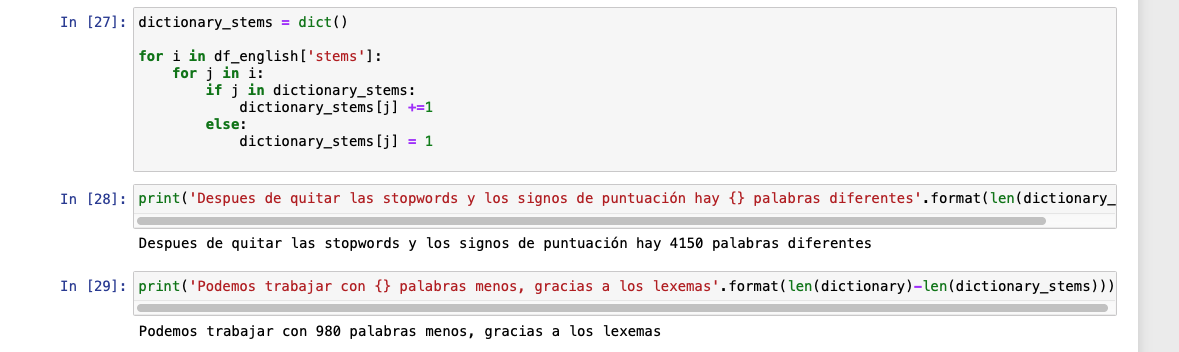 In [27]: dictionary_stems = dict()
for i in df_english['stems']:
    for j in i:
        if j in dictionary_stems:
            dictionary_stems[j] +=1
        else:
            dictionary_stems[j] = 1
In [28]: print('Despues de quitar las stopwords y los signos de puntuación hay {} palabras diferentes'.format(len(dictionary_
Despues de quitar las stopwords y los signos de puntuación hay 4150 palabras diferentes
In [29]: print('Podemos trabajar con {} palabras menos, gracias a los lexemas'.format(len(dictionary)-len(dictionary_stems)))
Podemos trabajar con 980 palabras menos, gracias a los lexemas